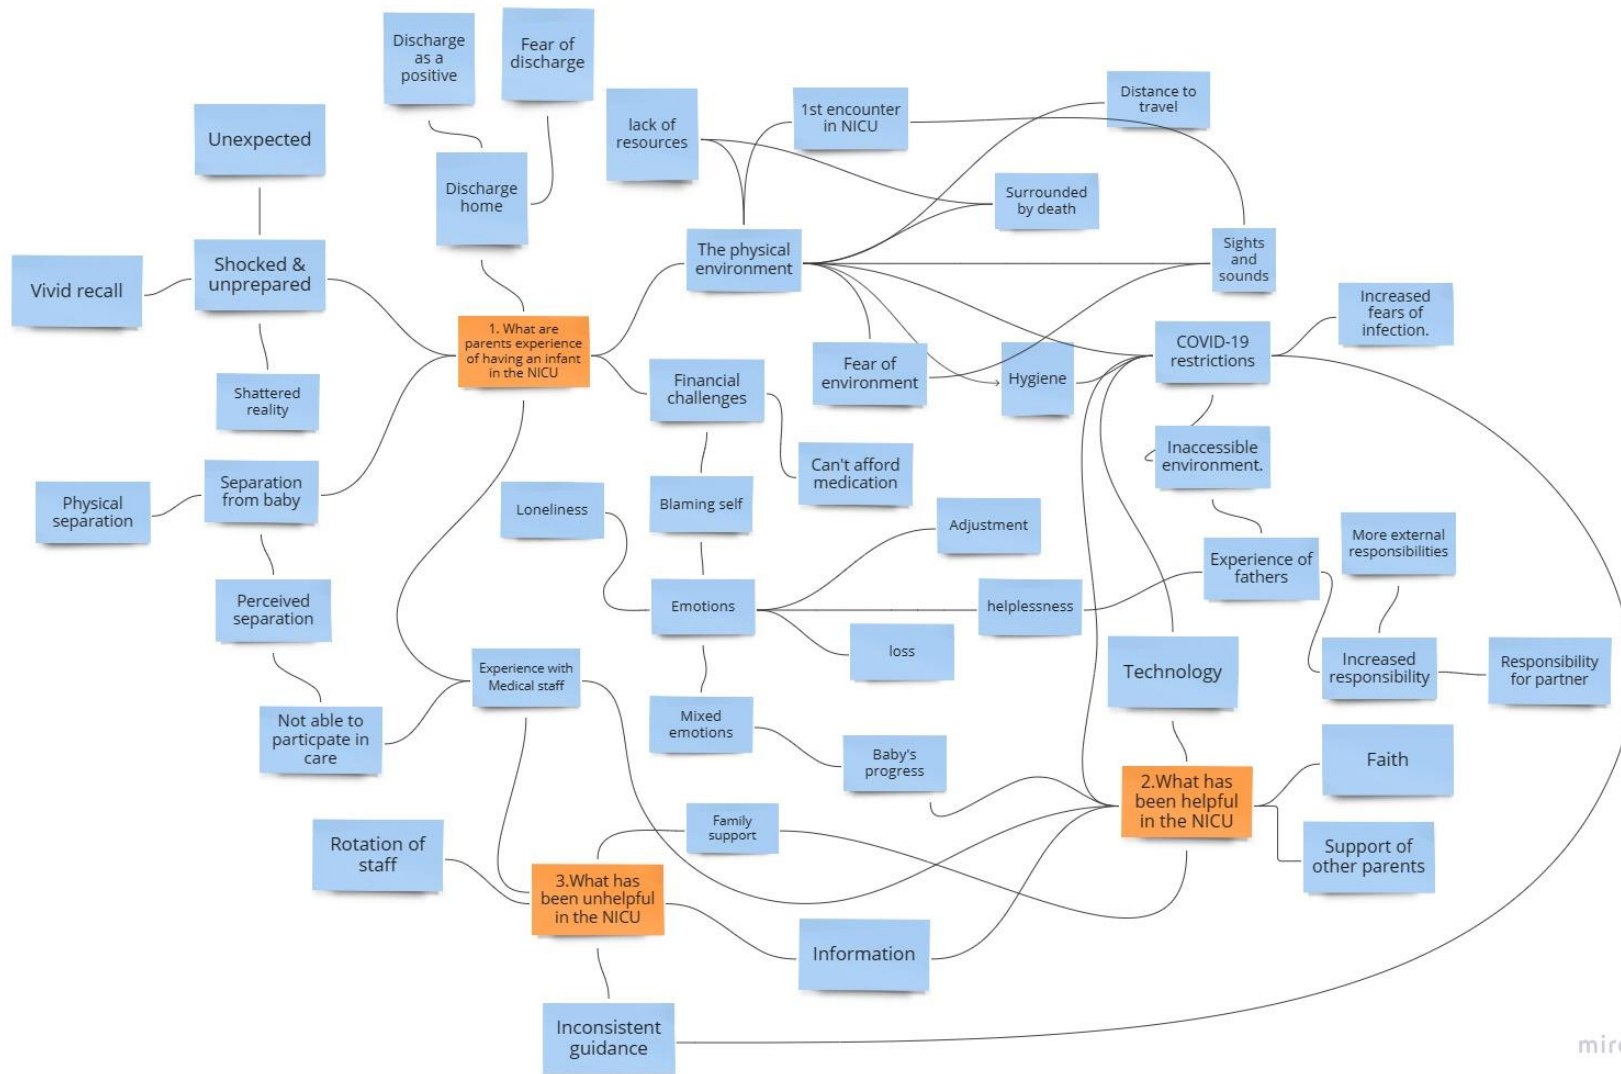 Discharge
as a
positive
Fear of
discharge
Unexpected
lack of
resources
1st encounter
in NICU
Distance to
travel
Discharge
home
Surrounded
by death
Vivid recall
Shocked &
unprepared
The physical
environment
Sights
and
sounds
1. What are
parents experience
of having an infant
in the NICU
Increased
fears of
infection.
COVID-19
restrictions
Fear of
environment
Hygiene
Financial
challenges
Shattered
reality
Inaccessible
environment.
Can't afford
medication
Physical
separation
Separation
from baby
Loneliness
Blaming self
Adjustment
More external
responsibilities
Experience of
fathers
Perceived
separation
Emotions
helplessness
loss
Experience with
Medical staff
Technology
Increased
responsibility
Responsibility
for partner
Not able to
particpate in
care
Mixed
emotions
Baby's
progress
2.What has
been helpful
in the NICU
Faith
Family
support
Rotation of
staff
Support of
other parents
3.What has
been unhelpful
in the NICU
Information
Inconsistent
guidance